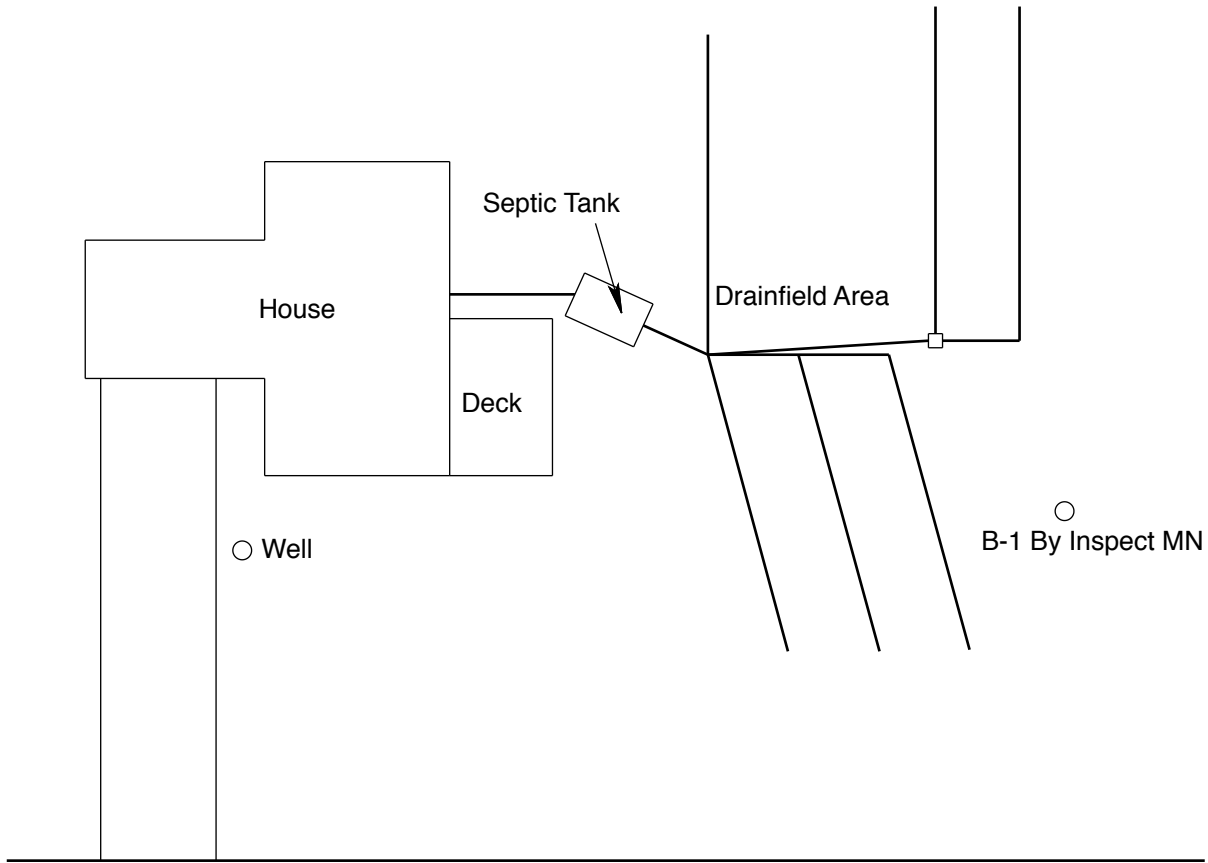 Septic Tank
Drainfield Area
House
Deck
Well
B-1 By Inspect MN